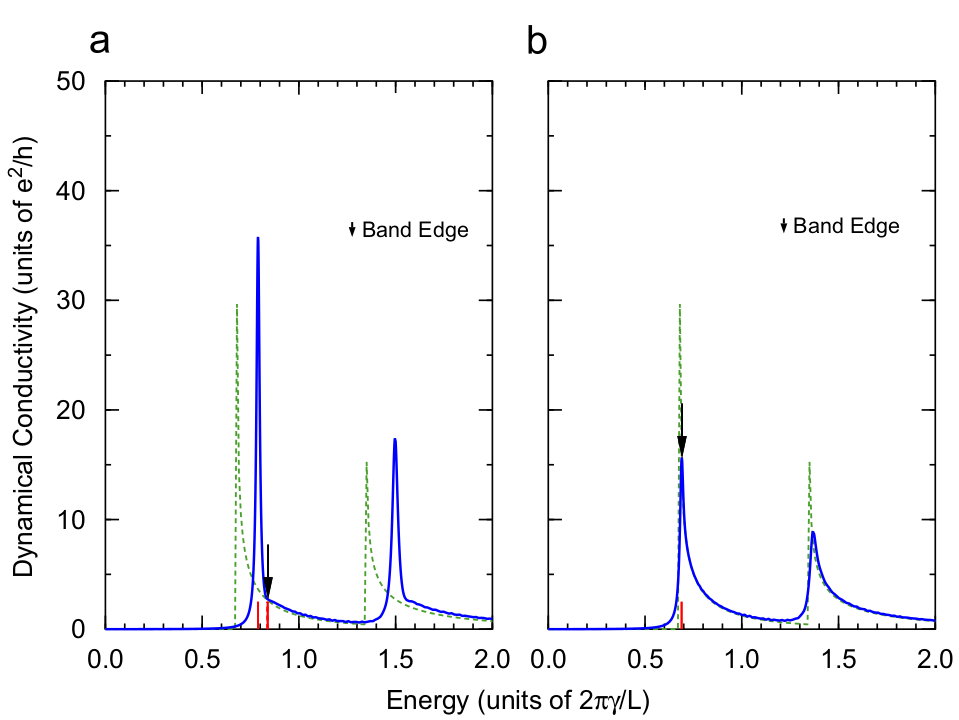 a
b
50
40
30
20
10
0
Dynamical Conductivity (units of e²/h)
Band Edge
Band Edge
0.0 0.5 1.0 1.5 2.0
0.0 0.5 1.0 1.5 2.0
Energy (units of 2πγ/L)